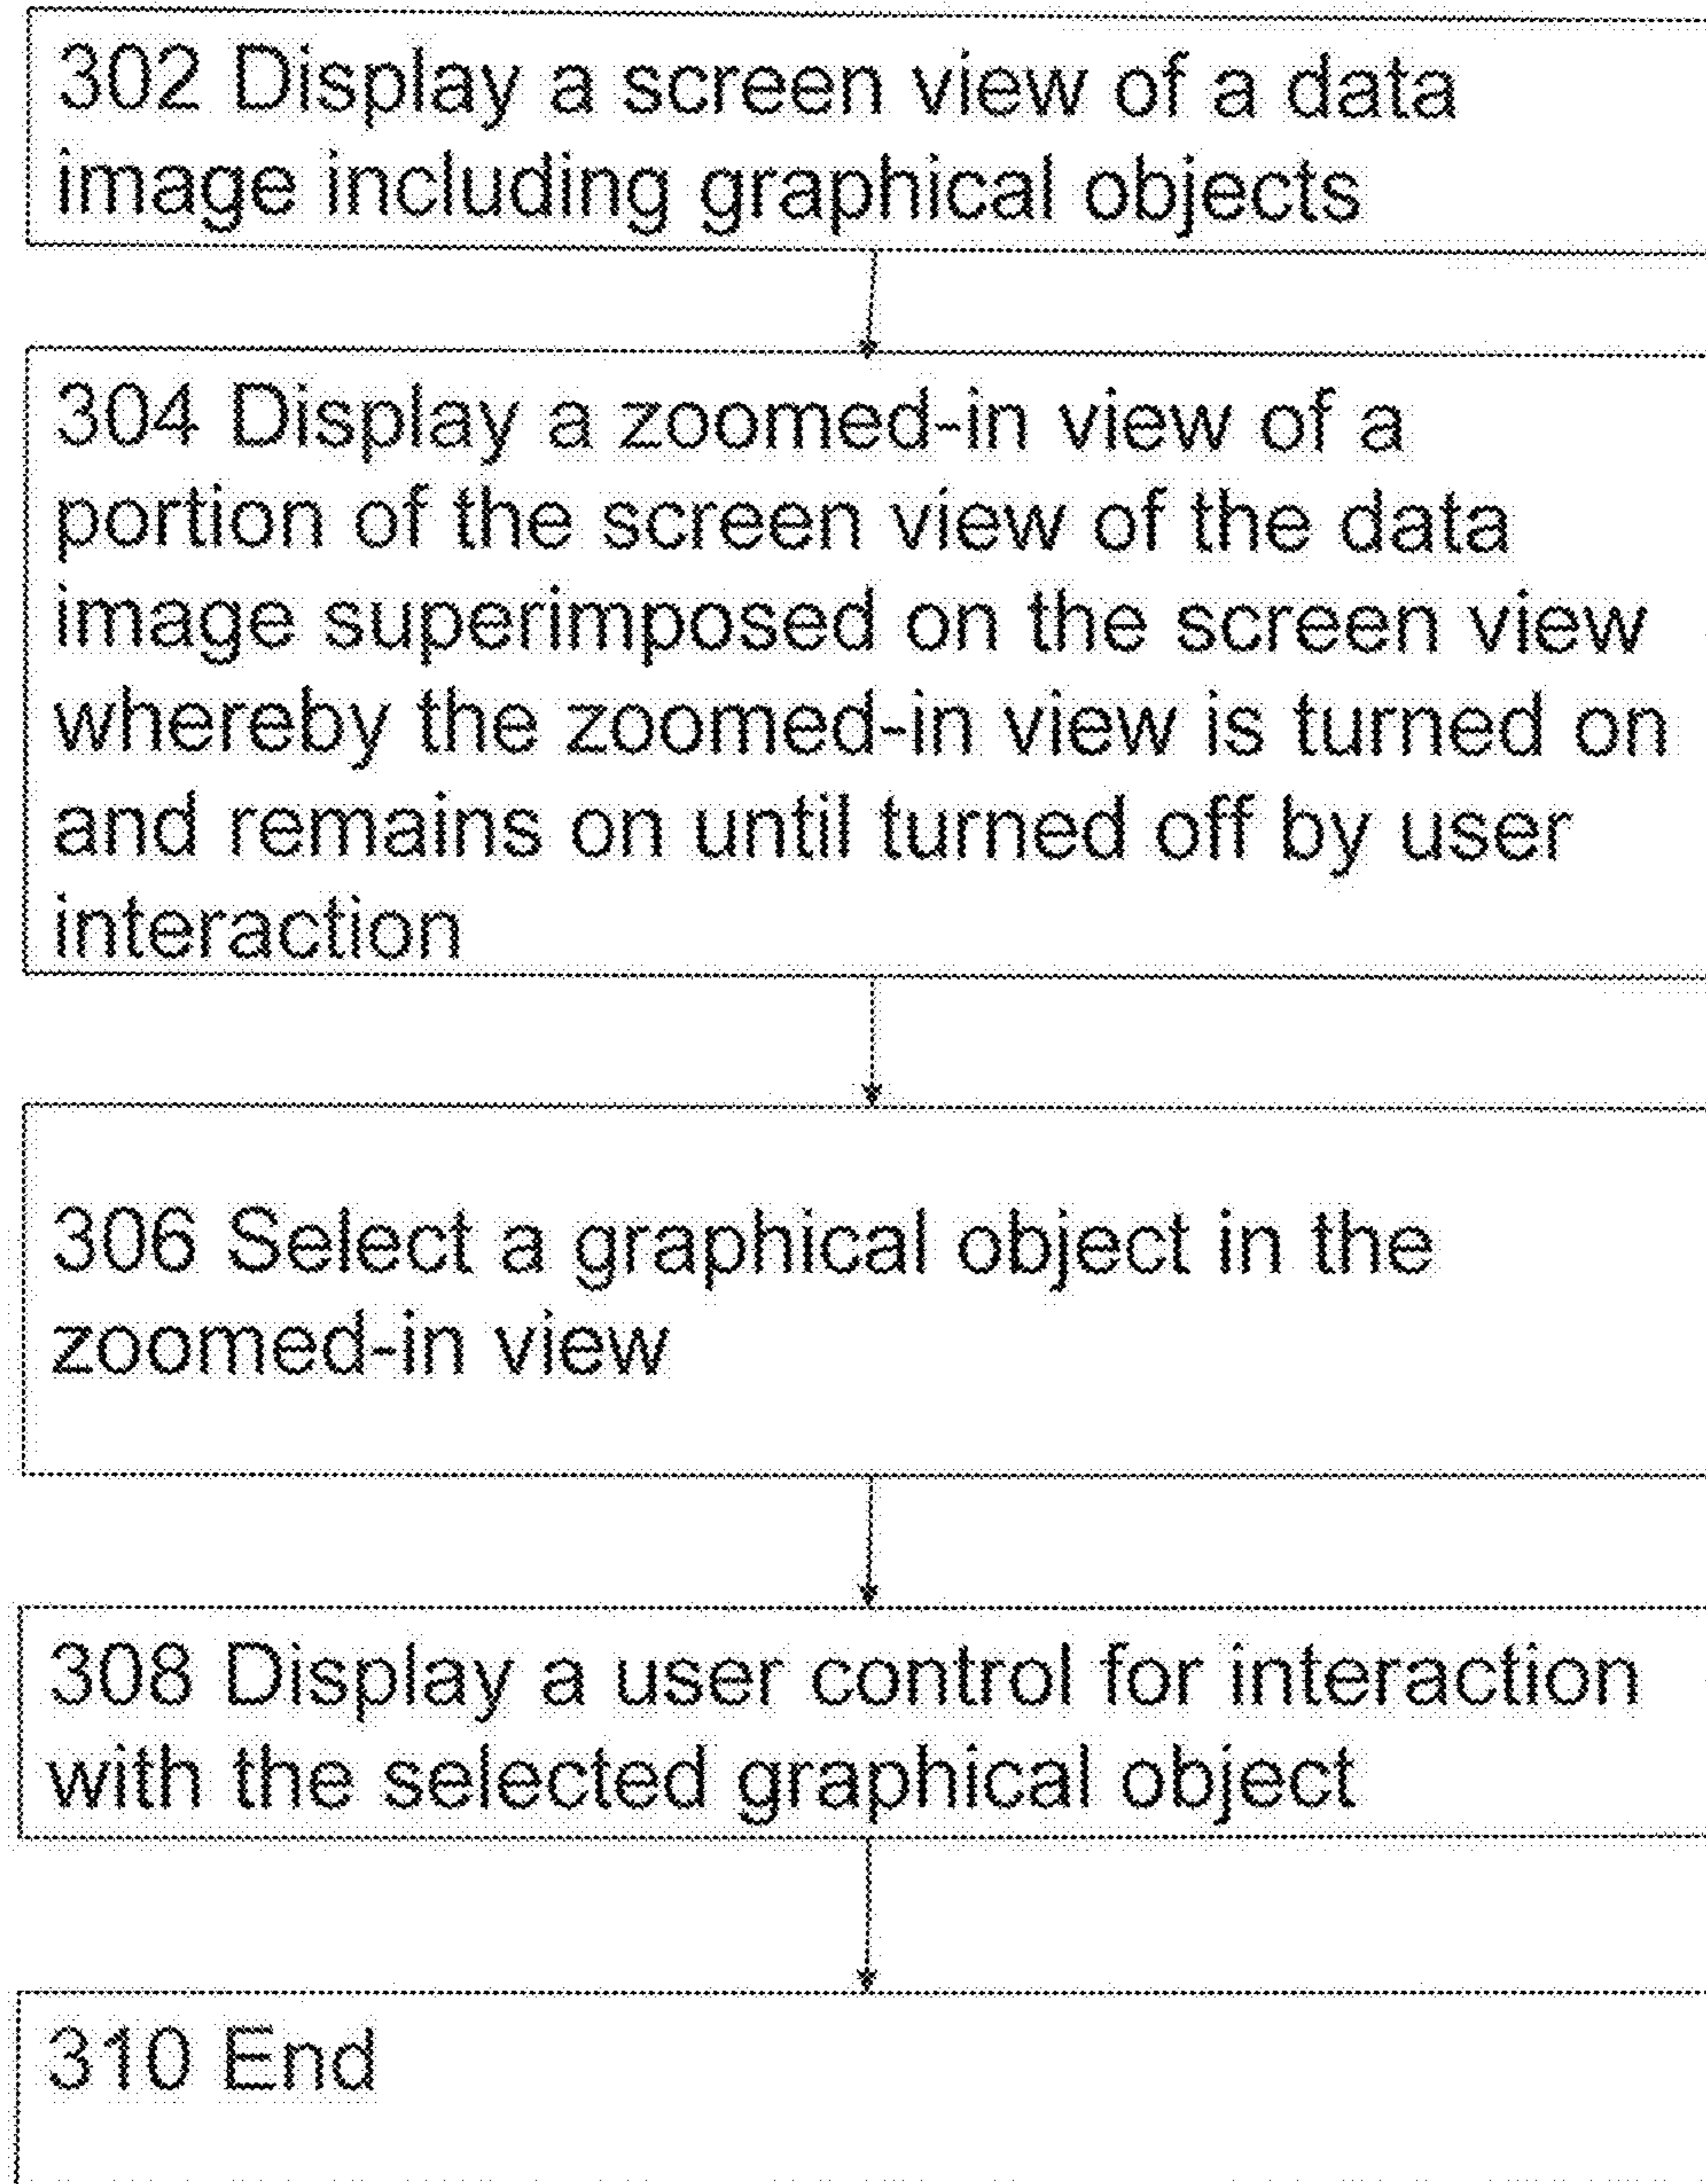 302 Display a screen view of a data
image including graphical objects
304 Display a zoomed-in view of a
portion of the screen view of the data
image superimposed on the screen view
whereby the zoomed-in view is turned on
and remains on until turned off by user
interaction
306 Select a graphical object in the
zoomed-in view
308 Display a user control for interaction
with the selected graphical object
310 End